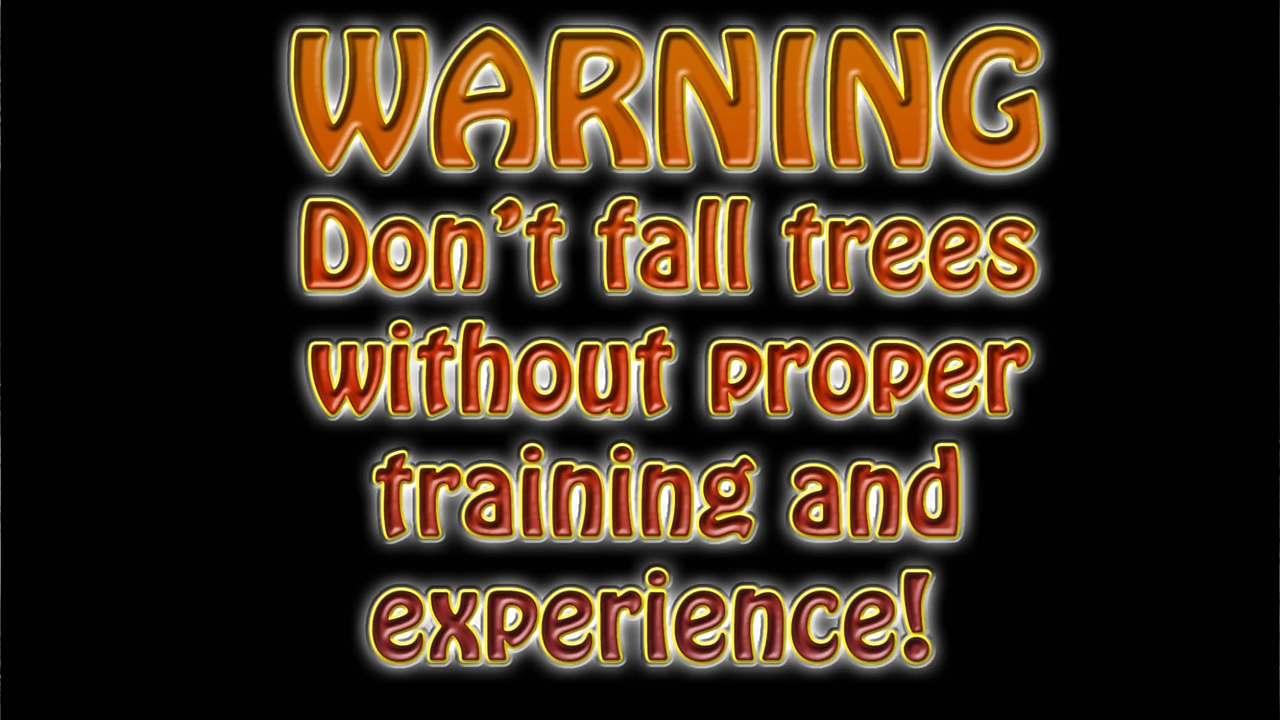 WARNING
Don't fall trees
without proper
training and
experience!